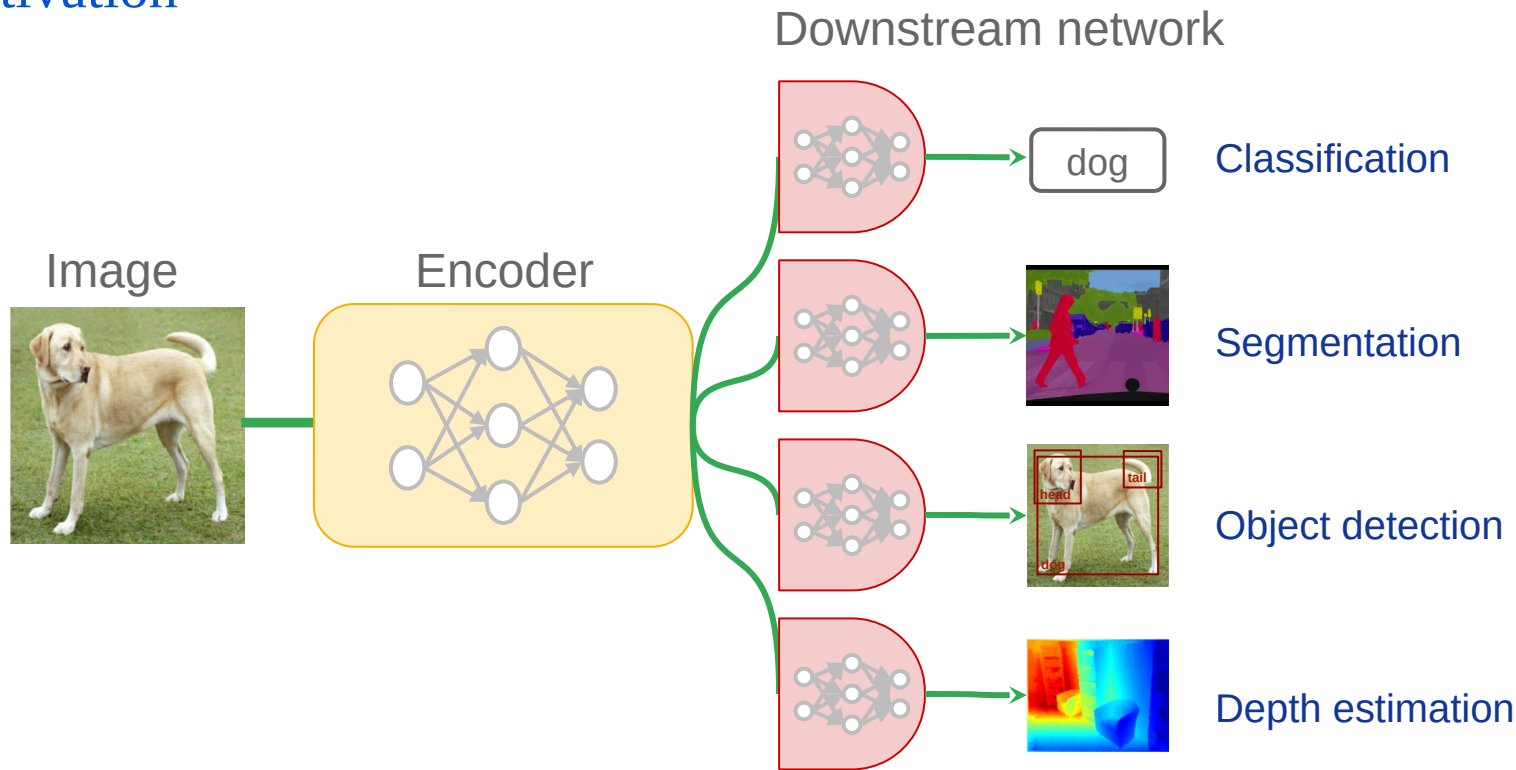 Downstream network
dog
Classification
Image
Encoder
Segmentation
head
tail
dog
Object detection
Depth estimation